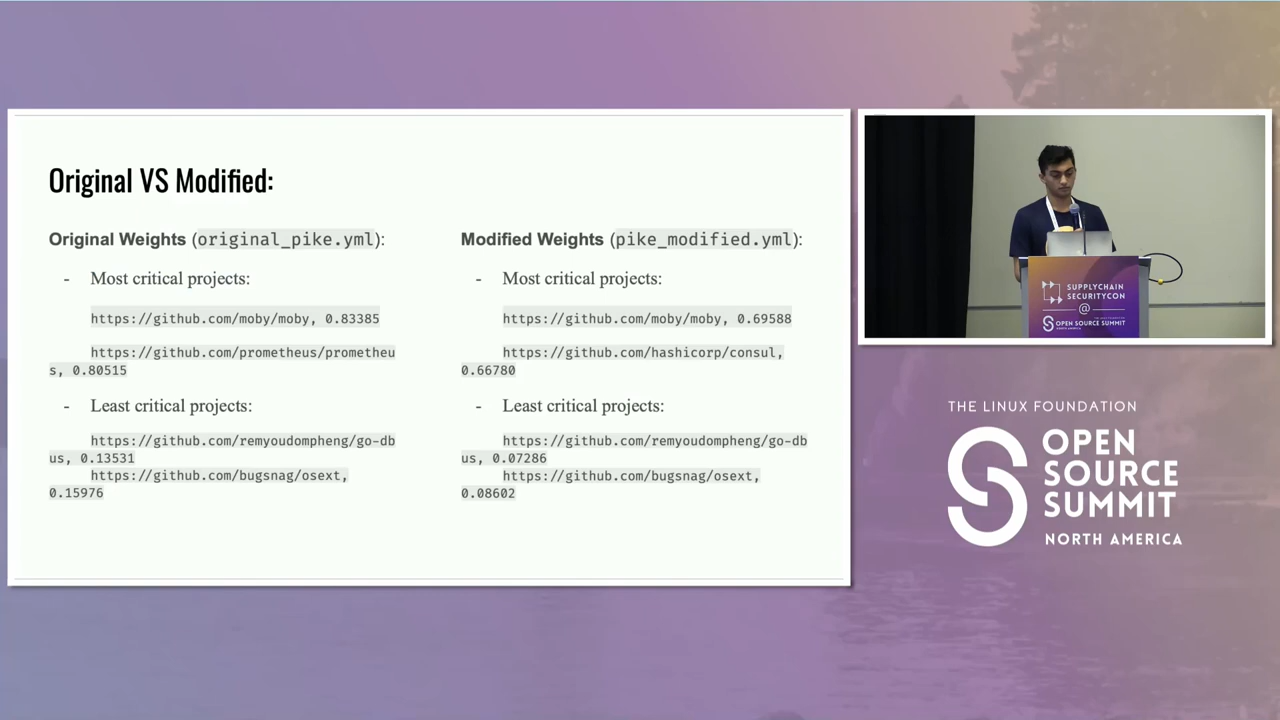 Original VS Modified:
Original Weights (original_pike.yml):
- Most critical projects:
https://github.com/moby/moby, 0.83385
https://github.com/prometheus/prometheu
s, 0.80515
- Least critical projects:
https://github.com/remyoudompheng/go-db
us, 0.13531
https://github.com/bugsnag/osext,
0.15976
Modified Weights (pike_modified.yml):
- Most critical projects:
https://github.com/moby/moby, 0.69588
https://github.com/hashicorp/consul,
0.66780
- Least critical projects:
https://github.com/remyoudompheng/go-db
us, 0.07286
https://github.com/bugsnag/osext,
0.08602
SUPPLYCHAIN
SECURITYCON
@
OPEN SOURCE SUMMIT
THE LINUX FOUNDATION
OPEN
SOURCE
SUMMIT
NORTH AMERICA